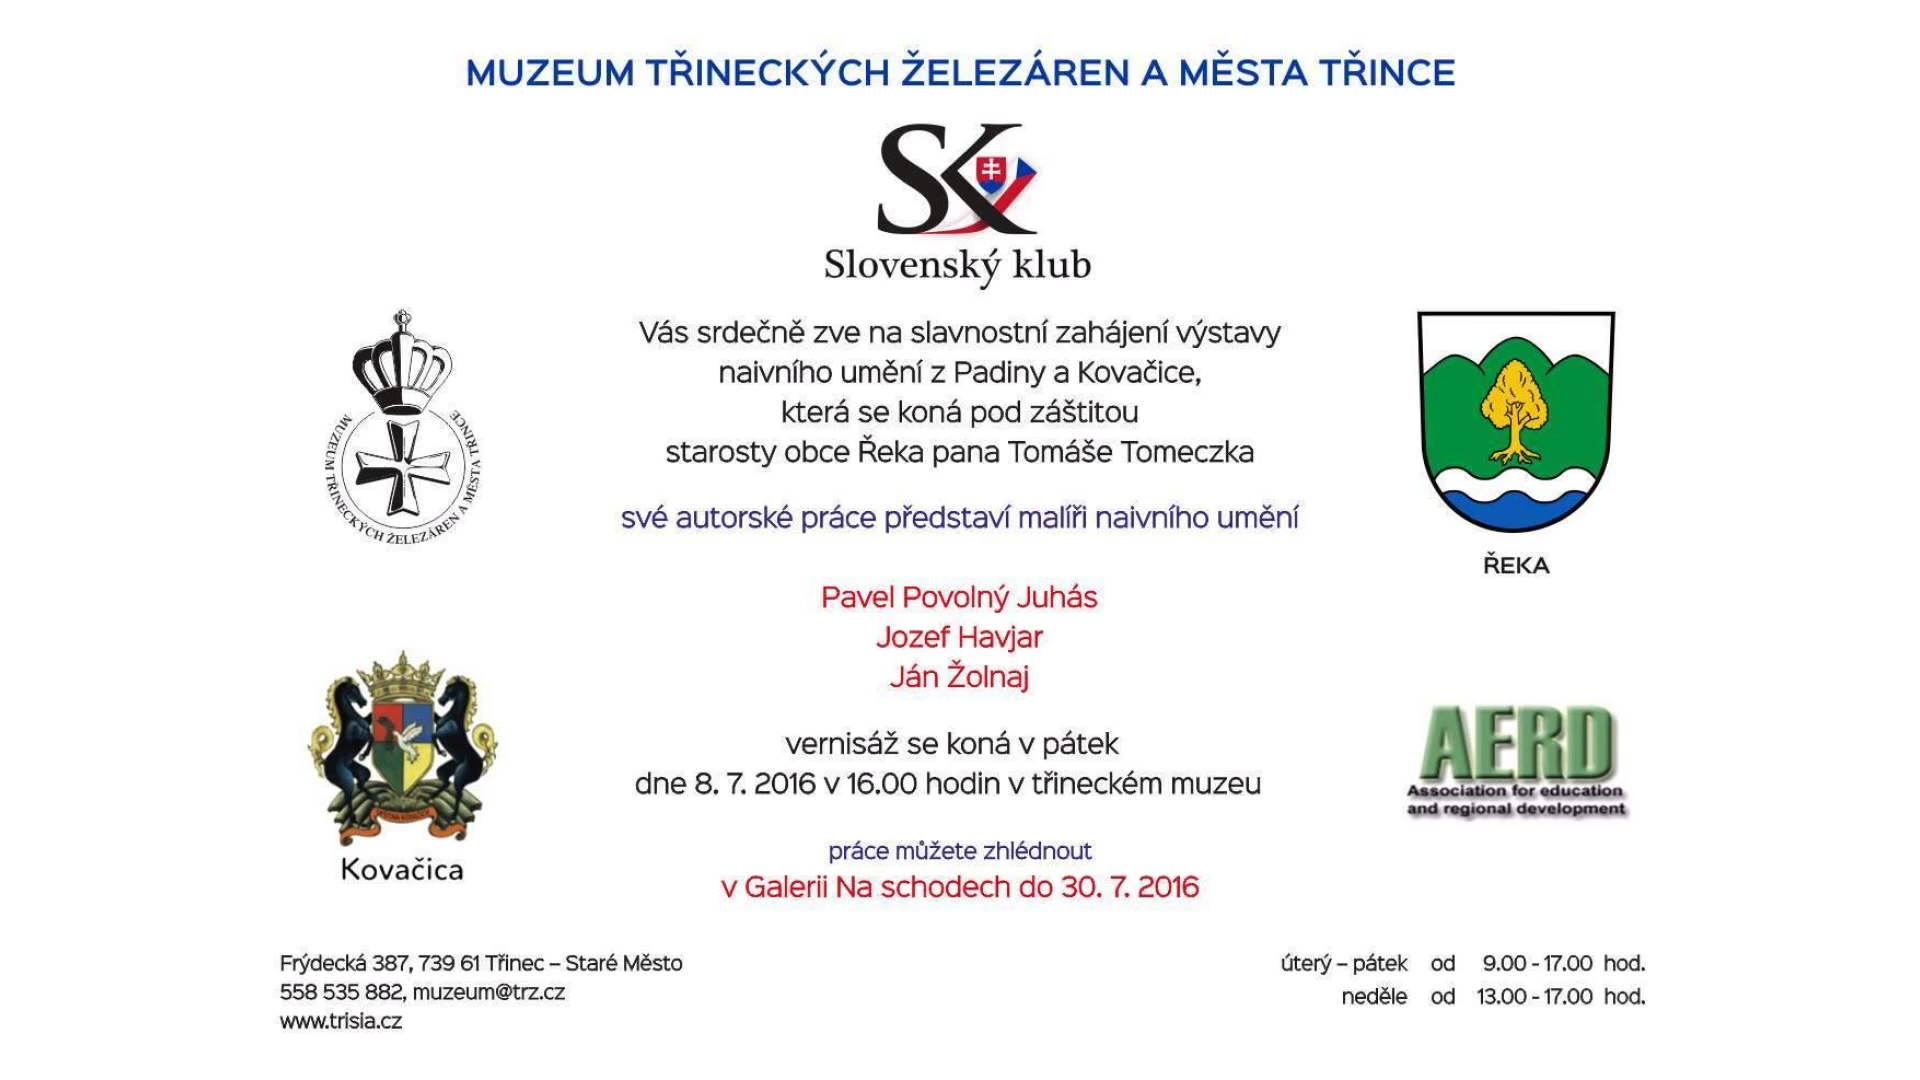 MUZEUM TŘINECKÝCH ŽELEZÁREN A MĚSTA TŘINCE
SK
Slovenský klub
Vás srdečně zve na slavnostní zahájení výstavy
naivního umění z Padiny a Kovačice,
která se koná pod záštitou
starosty obce Řeka pana Tomáše Tomeczka
MUZEUM TŘINECKÝCH ŽELEZÁREN A MĚSTA TŘINCE
své autorské práce představí malíři naivního umění
ŘEKA
Pavel Povolný Juhás
Jozef Havjar
Ján Žolnaj
vernisáž se koná v pátek
dne 8. 7. 2016 v 16.00 hodin v třineckém muzeu
AERD
Association for education
and regional development
Kovačica
práce můžete zhlédnout
v Galerii Na schodech do 30. 7. 2016
Frýdecká 387, 739 61 Třinec – Staré Město
558 535 882, muzeum@trz.cz
www.trisia.cz
úterý – pátek od 9.00 - 17.00 hod.
neděle od 13.00 - 17.00 hod.